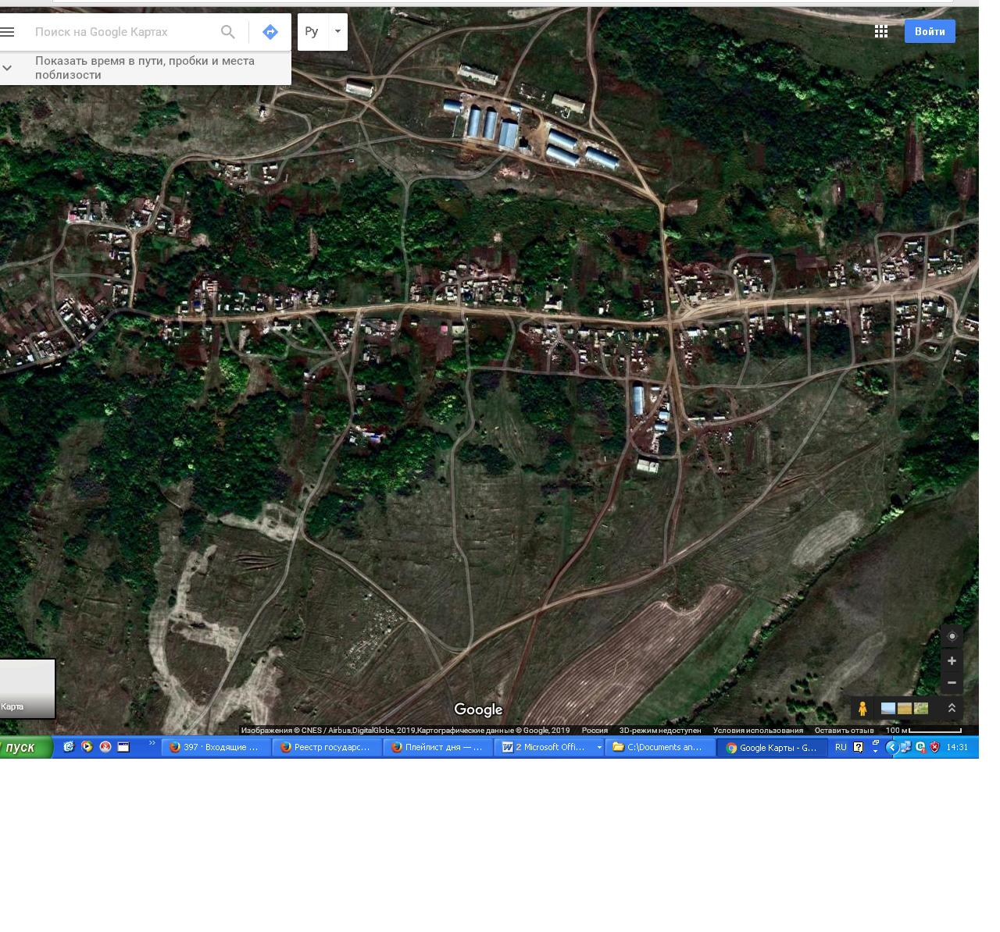 Поиск на Google Картах
Ру
Войти
Показать время в пути, пробки и места
поблизости
Карта
Google
Изображения © CNES / Airbus,DigitalGlobe, 2019,Картографические данные © Google, 2019 Россия 3D-режим недоступен Условия использования Оставить отзыв 100 м
пуск
397 · Входящие ...
Реестр государс...
Плейлист дня — ...
2 Microsoft Offi...
C:\Documents an...
Google Карты - G...
RU
14:31